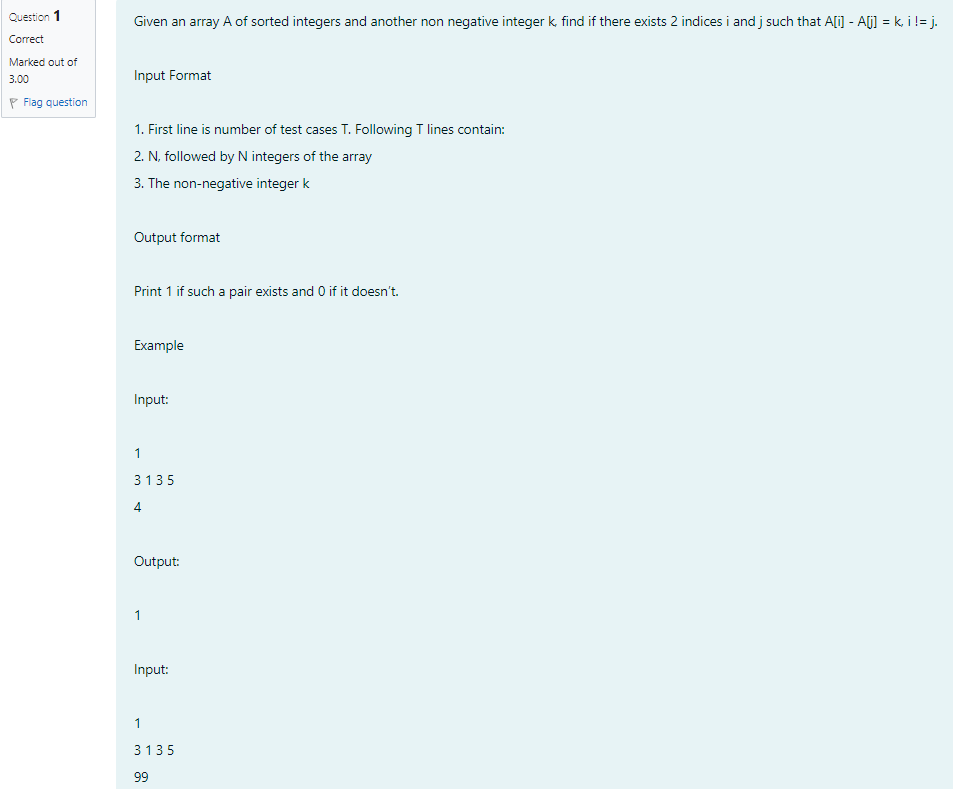 Question 1
Correct
Marked out of
3.00
Flag question
Given an array A of sorted integers and another non negative integer k, find if there exists 2 indices i and j such that A[i] - A[j] = k, i != j.
Input Format
1. First line is number of test cases T. Following T lines contain:
2. N, followed by N integers of the array
3. The non-negative integer k
Output format
Print 1 if such a pair exists and 0 if it doesn't.
Example
Input:
1
3 1 3 5
4
Output:
1
Input:
1
3 1 3 5
99